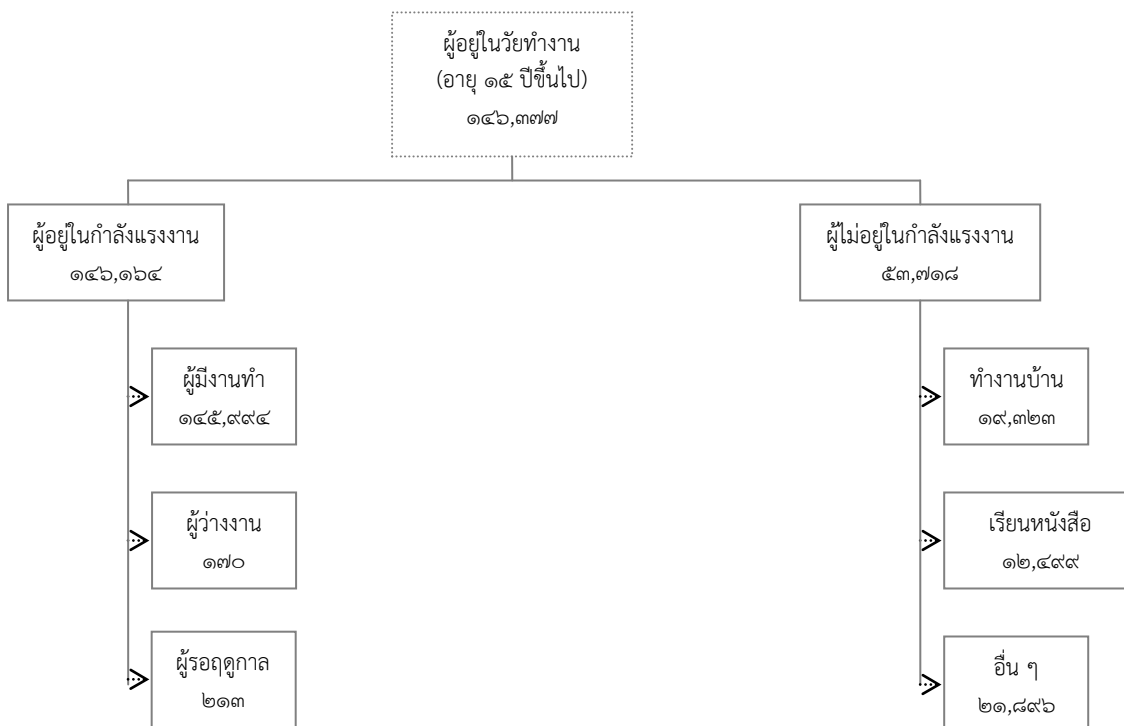 ผู้อยู่ในวัยทำงาน
(อายุ ๑๕ ปีขึ้นไป)
๑๔๖,๓๗๗
ผู้อยู่ในกำลังแรงงาน
๑๔๖,๑๖๔
ผู้ไม่อยู่ในกำลังแรงงาน
๕๓,๗๑๘
ผู้มีงานทำ
๑๔๕,๙๙๔
ทำงานบ้าน
๑๙,๓๒๓
ผู้ว่างงาน
๑๗๐
เรียนหนังสือ
๑๒,๔๙๙
ผู้รอฤดูกาล
๒๑๓
อื่น ๆ
๒๑,๘๙๖